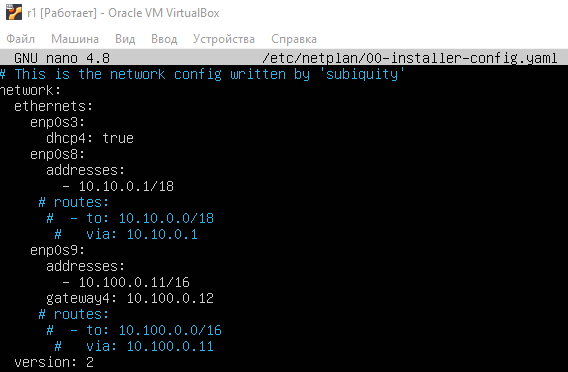 r1 [Работает] - Oracle VM VirtualBox
Файл Машина Вид Ввод Устройства Справка
GNU nano 4.8 /etc/netplan/00-installer-config.yaml
# This is the network config written by 'subiquity'
network:
  ethernets:
    enp0s3:
      dhcp4: true
    enp0s8:
      addresses:
        - 10.10.0.1/18
     # routes:
      #  - to: 10.10.0.0/18
       #   via: 10.10.0.1
    enp0s9:
      addresses:
        - 10.100.0.11/16
      gateway4: 10.100.0.12
     # routes:
      #  - to: 10.100.0.0/16
      #    via: 10.100.0.11
  version: 2